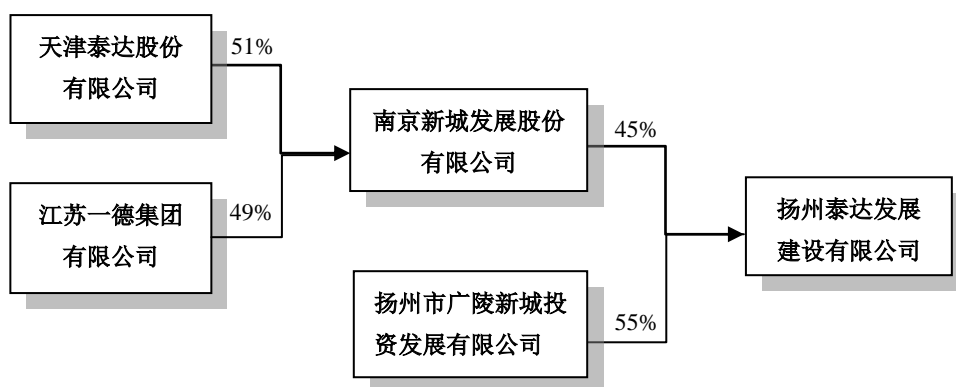 天津泰达股份
有限公司
51%
江苏一德集团
有限公司
49%
南京新城发展股份
有限公司
45%
扬州市广陵新城投
资发展有限公司
55%
扬州泰达发展
建设有限公司